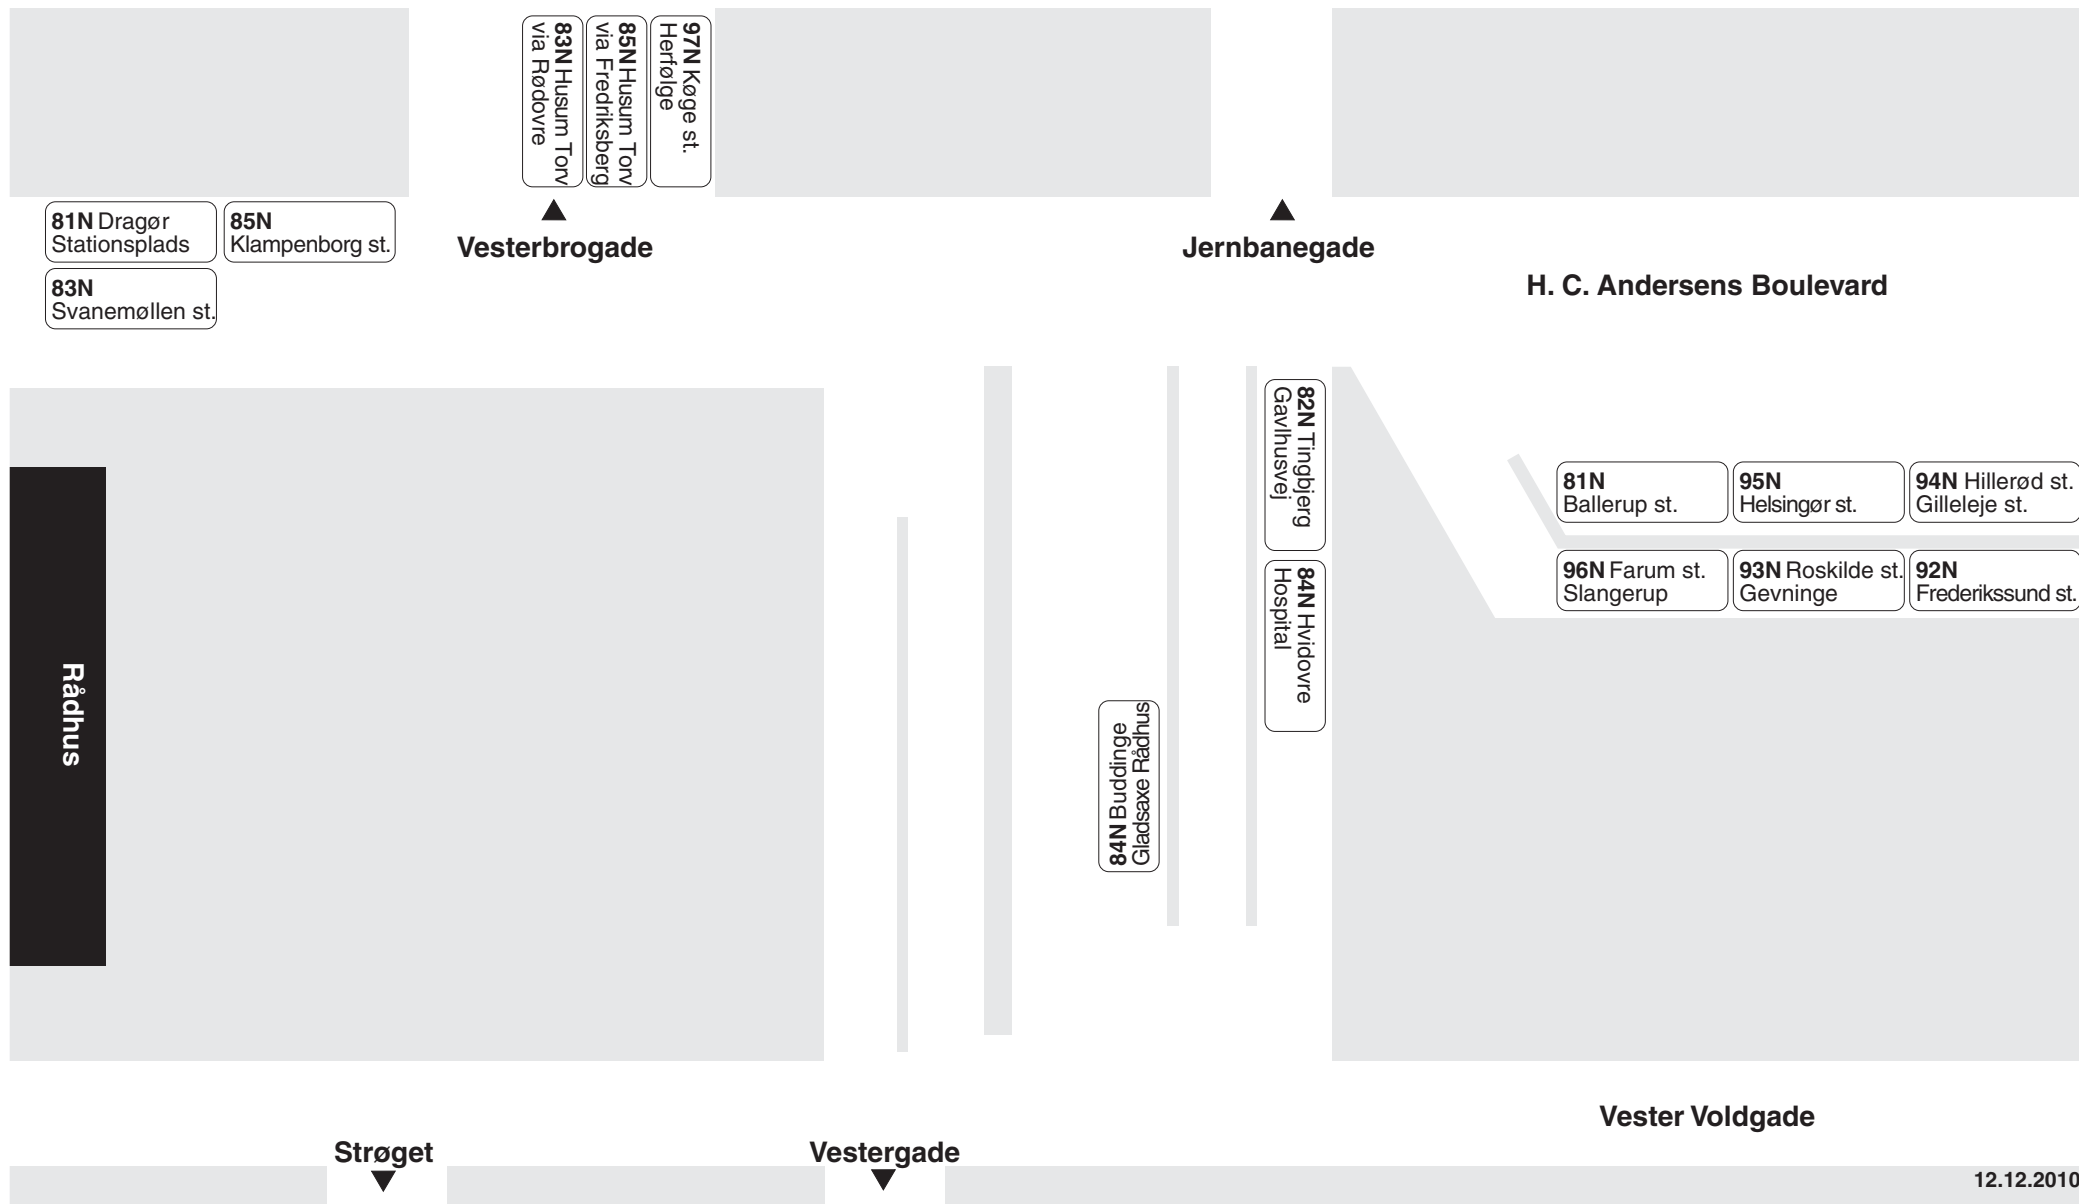 83N Husum Torv
via Rødovre
85N Husum Torv
via Fredriksberg
97N Køge st.
Herfølge
81N Dragør
Stationsplads
85N
Klampenborg st.
83N
Svanemøllen st.
Vesterbrogade
Jernbanegade
H. C. Andersens Boulevard
82N Tingbjerg
Gavlhusvej
84N Hvidovre
Hospital
81N
Ballerup st.
95N
Helsingør st.
94N Hillerød st.
Gilleleje st.
96N Farum st.
Slangerup
93N Roskilde st.
Gevninge
92N
Frederikssund st.
Rådhus
84N Buddinge
Gladsaxe Rådhus
Vester Voldgade
Strøget
Vestergade
12.12.2010